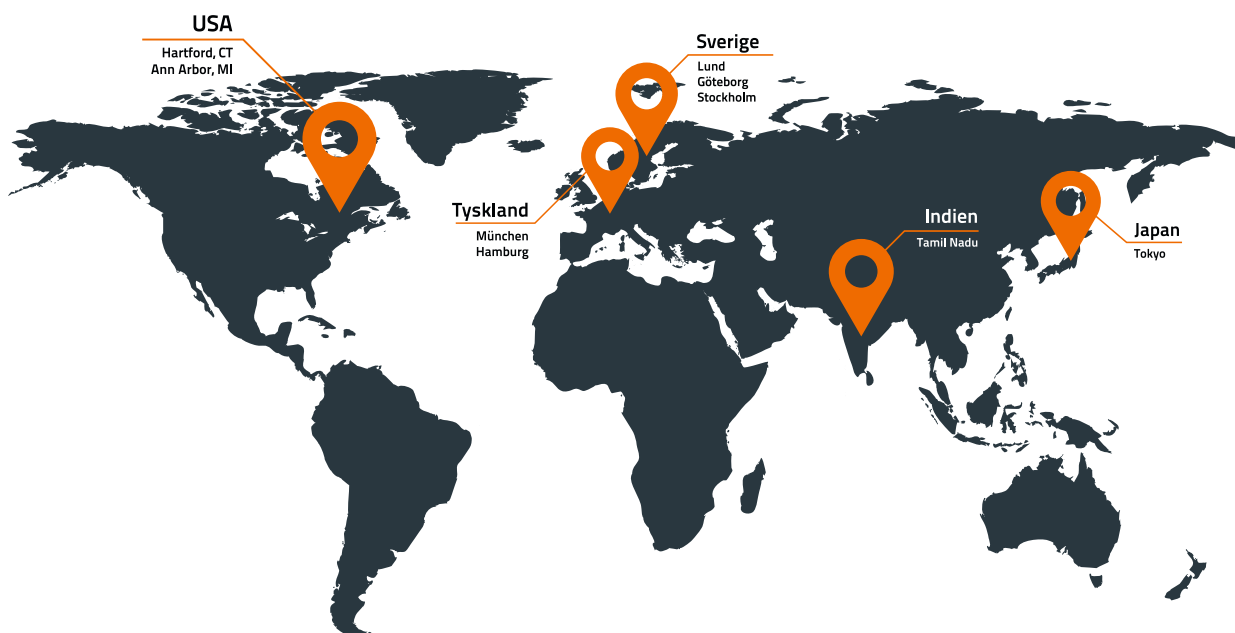 USA
Hartford, CT
Ann Arbor, MI
Sverige
Lund
Göteborg
Stockholm
Tyskland
München
Hamburg
Indien
Tamil Nadu
Japan
Tokyo